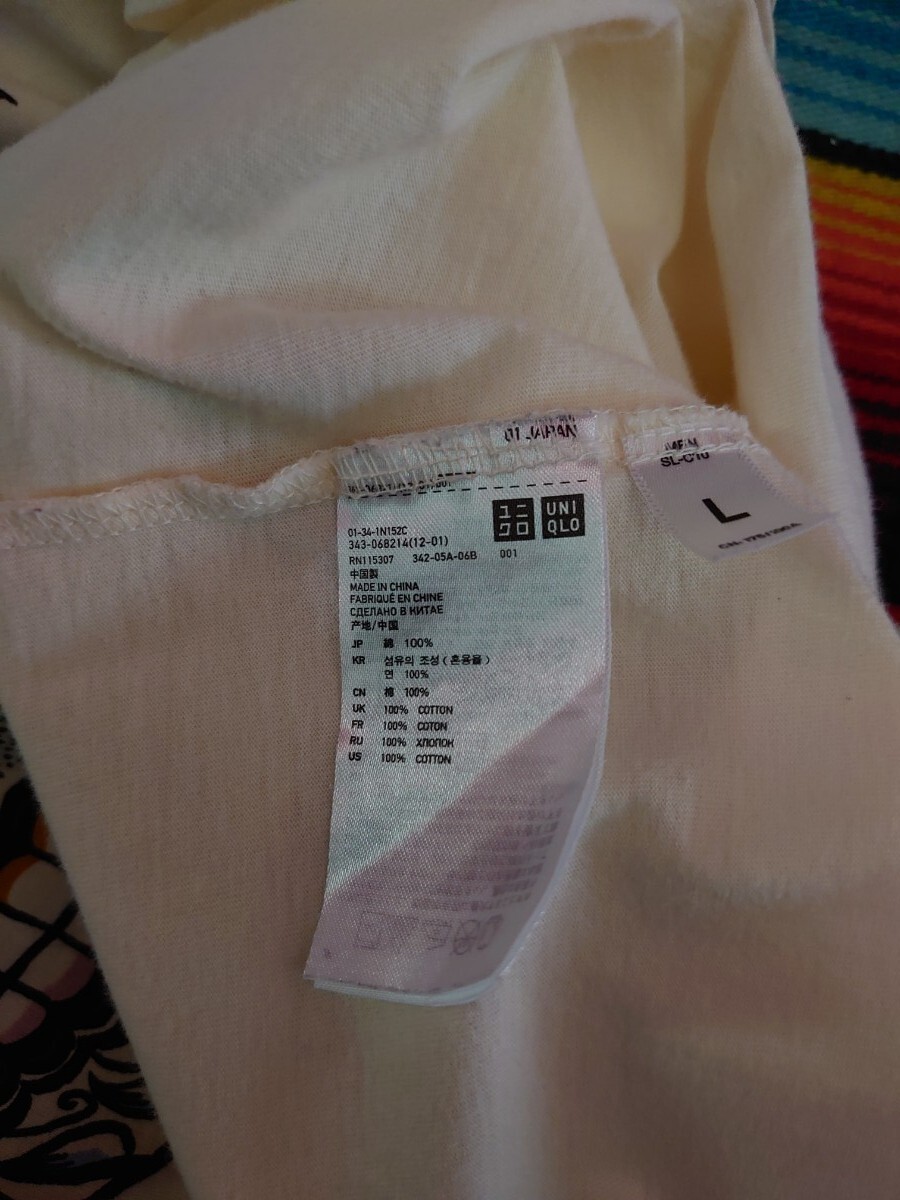 01 JAPAN
ユニ
クロ
UNI
QLO
01-34-1N152C
343-068214(12-01)
RN115307 342-05A-06B 001
中国製
MADE IN CHINA
FABRIQUÉ EN CHINE
СДЕЛАНО В КИТАЕ
产地/中国
JP 綿 100%
KR 섬유의 조성(혼용율)
면 100%
CN 棉 100%
UK 100% COTTON
FR 100% COTON
RU 100% ХЛОПОК
US 100% COTTON
MEN
SL-C10
L